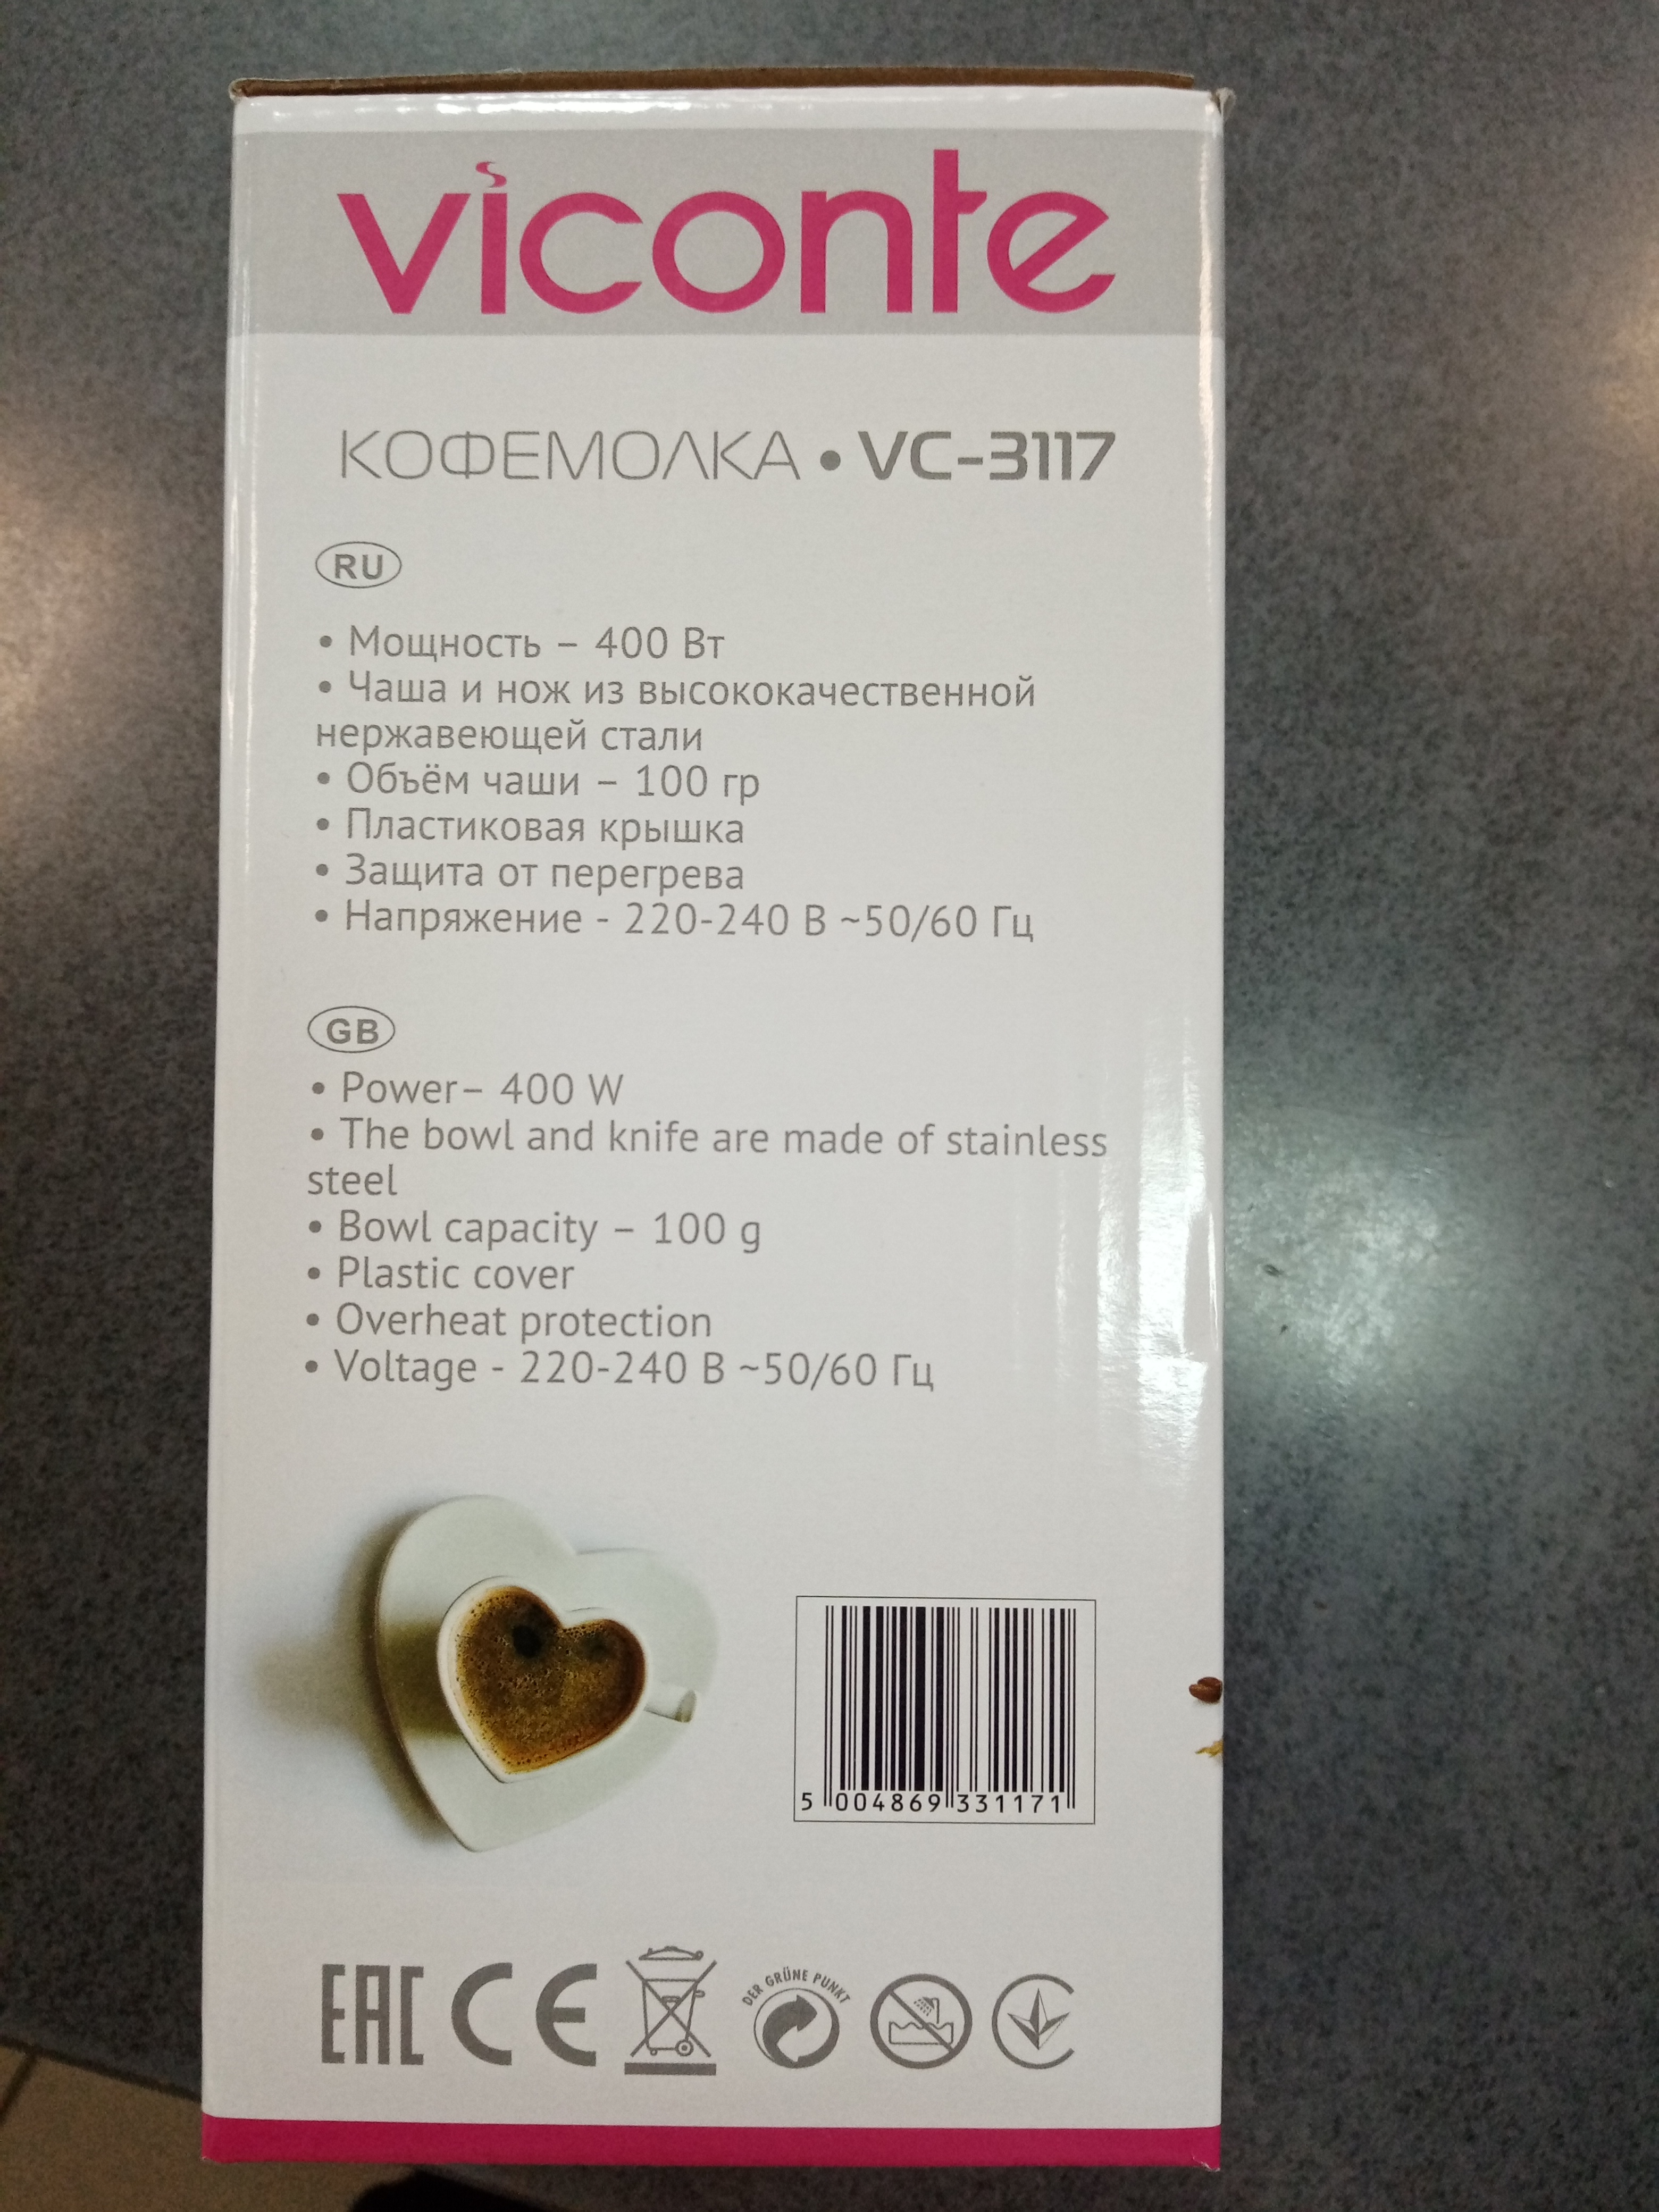 viconte
КОФЕМОЛКА • VC-3117
RU
• Мощность – 400 Вт
• Чаша и нож из высококачественной
нержавеющей стали
• Объём чаши – 100 гр
• Пластиковая крышка
• Защита от перегрева
• Напряжение - 220-240 В ~50/60 Гц
GB
• Power– 400 W
• The bowl and knife are made of stainless
steel
• Bowl capacity – 100 g
• Plastic cover
• Overheat protection
• Voltage - 220-240 В ~50/60 Гц
5 004869 331171
EAC CE DER GRÜNE PUNKT